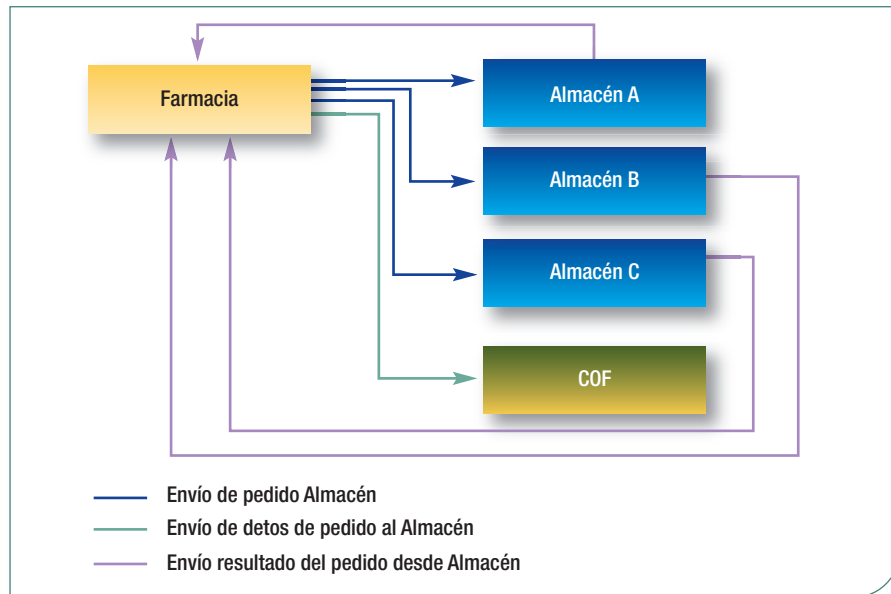 Farmacia
Almacén A
Almacén B
Almacén C
COF
Envío de pedido Almacén
Envío de detos de pedido al Almacén
Envío resultado del pedido desde Almacén